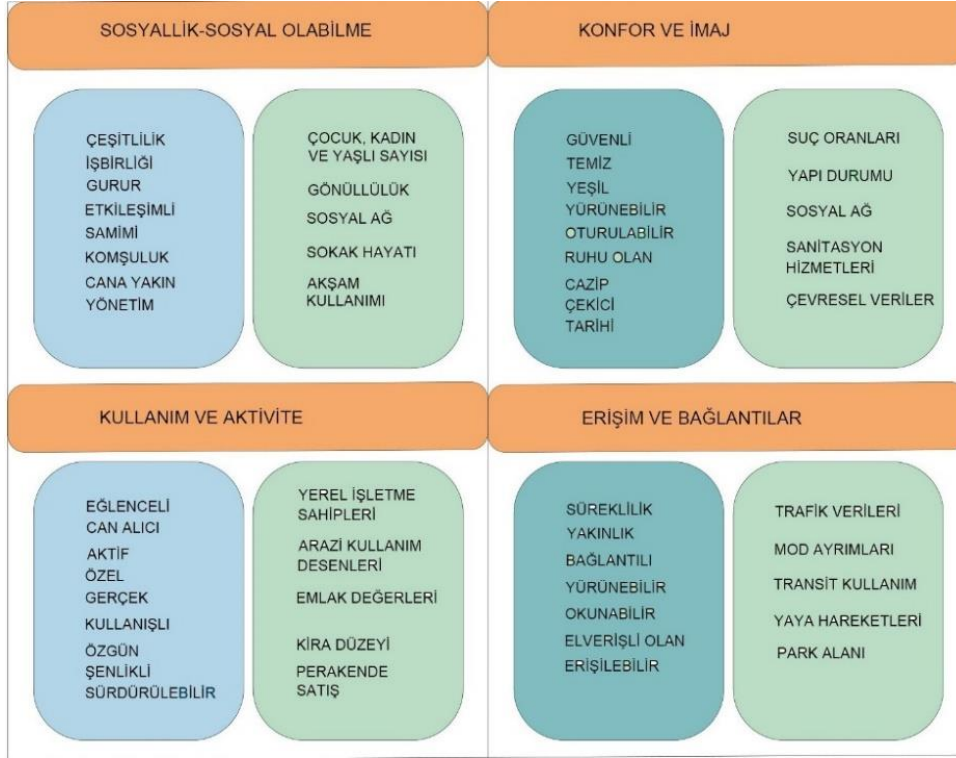 SOSYALLİK-SOSYAL OLABİLME
ÇEŞİTLİLİK
İŞBİRLİĞİ
GURUR
ETKİLEŞİMLİ
SAMİMİ
KOMŞULUK
CANA YAKIN
YÖNETİM
ÇOCUK, KADIN
VE YAŞLI SAYISI
GÖNÜLLÜLÜK
SOSYAL AĞ
SOKAK HAYATI
AKŞAM
KULLANIMI
KONFOR VE İMAJ
GÜVENLİ
TEMİZ
YEŞİL
YÜRÜNEBİLİR
OTURULABİLİR
RUHU OLAN
CAZİP
ÇEKİCİ
TARİHİ
SUÇ ORANLARI
YAPI DURUMU
SOSYAL AĞ
SANİTASYON
HİZMETLERİ
ÇEVRESEL VERİLER
KULLANIM VE AKTİVİTE
EĞLENCELİ
CAN ALICI
AKTİF
ÖZEL
GERÇEK
KULLANIŞLI
ÖZGÜN
ŞENLİKLİ
SÜRDÜRÜLEBİLİR
YEREL İŞLETME
SAHİPLERİ
ARAZİ KULLANIM
DESENLERİ
EMLAK DEĞERLERİ
KİRA DÜZEYİ
PERAKENDE
SATIŞ
ERİŞİM VE BAĞLANTILAR
SÜREKLİLİK
YAKINLIK
BAĞLANTILI
YÜRÜNEBİLİR
OKUNABİLİR
ELVERİŞLİ OLAN
ERİŞİLEBİLİR
TRAFİK VERİLERİ
MOD AYRIMLARI
TRANSİT KULLANIM
YAYA HAREKETLERİ
PARK ALANI